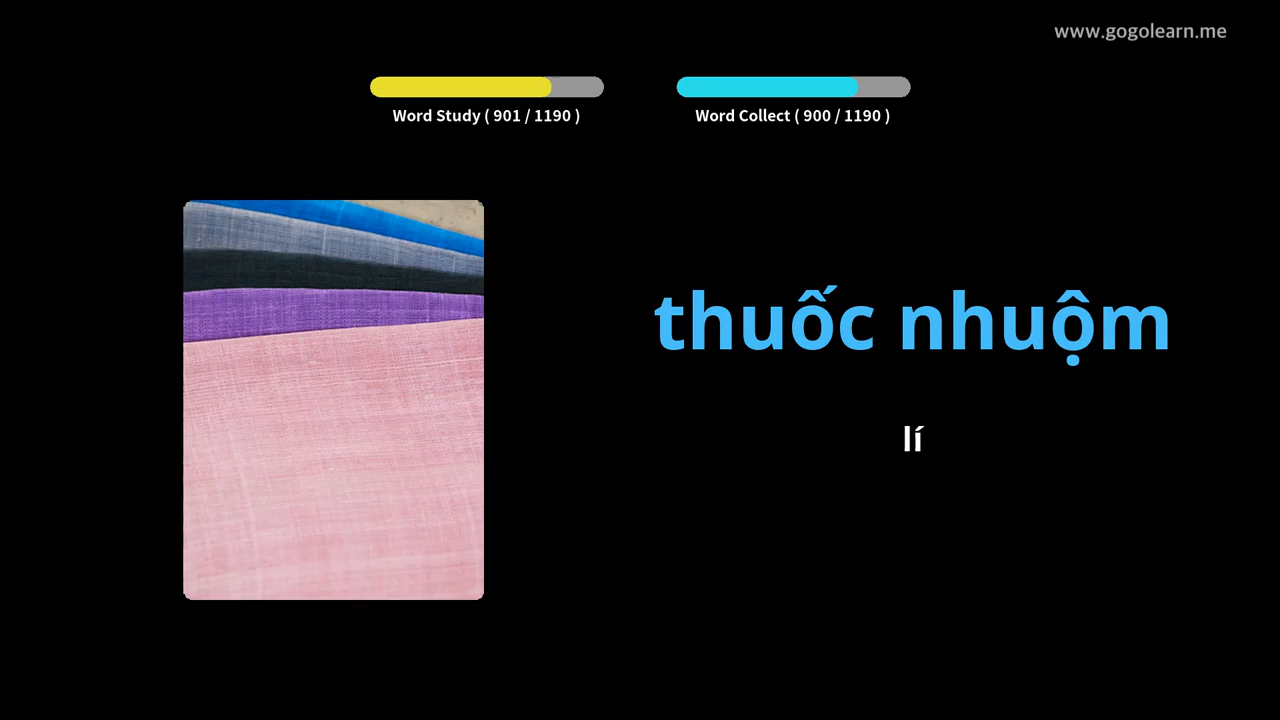 www.gogolearn.me
Word Study ( 901 / 1190 )
Word Collect ( 900 / 1190 )
thuốc nhuộm
lí